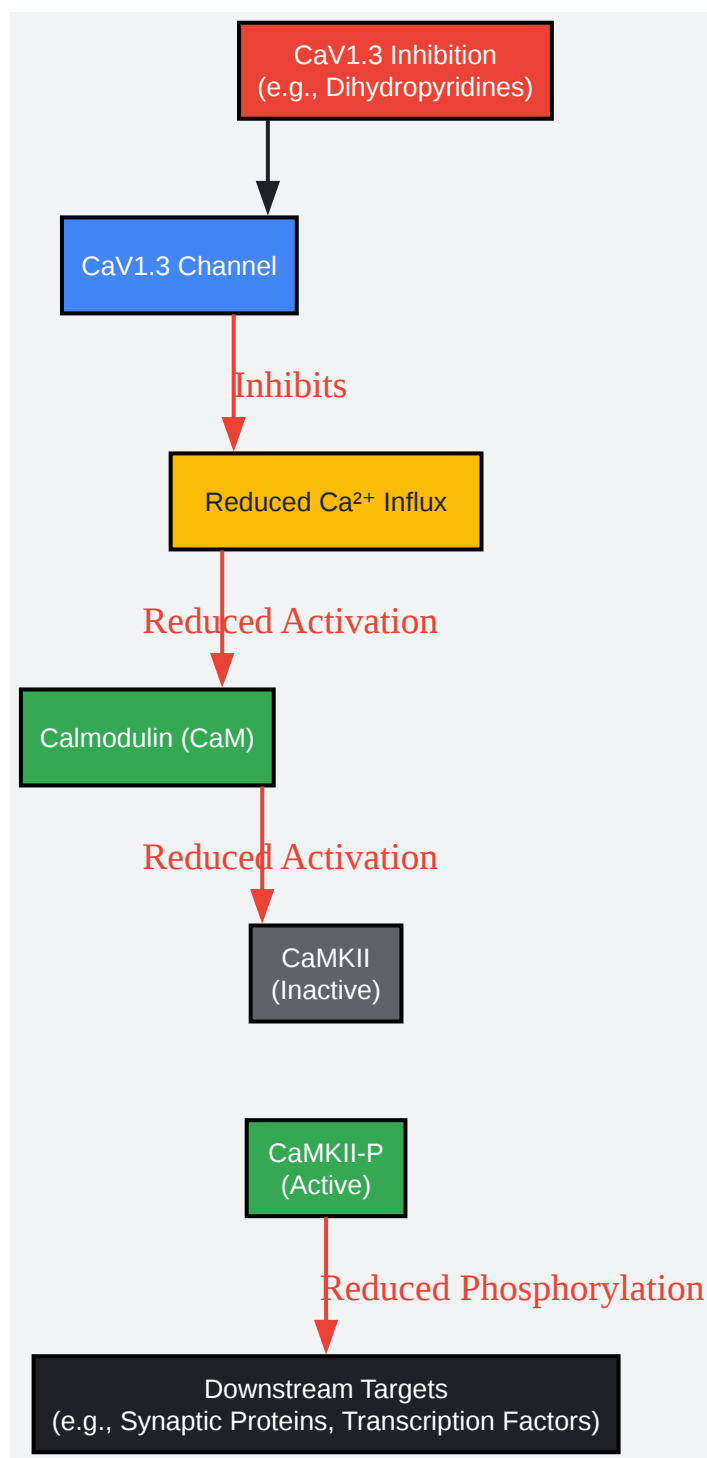 CaV1.3 Inhibition
(e.g., Dihydropyridines)
CaV1.3 Channel
Inhibits
Reduced Ca²⁺ Influx
Reduced Activation
Calmodulin (CaM)
Reduced Activation
CaMKII
(Inactive)
CaMKII-P
(Active)
Reduced Phosphorylation
Downstream Targets
(e.g., Synaptic Proteins, Transcription Factors)